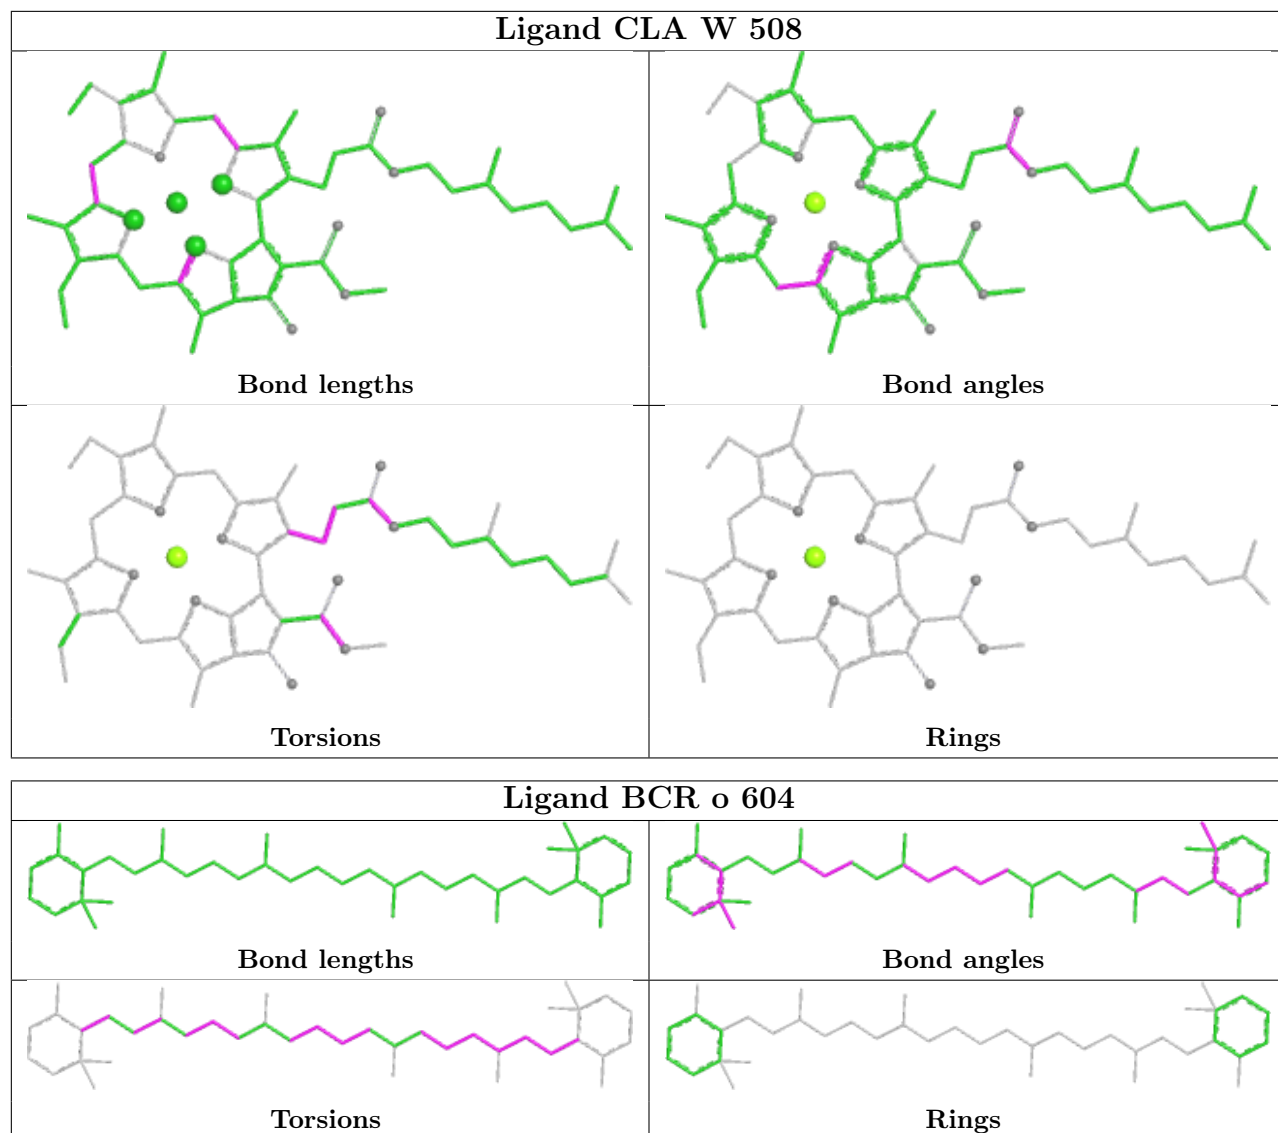 Ligand CLA W 508
Bond lengths
Bond angles
Torsions
Rings
Ligand BCR o 604
Bond lengths
Bond angles
Torsions
Rings